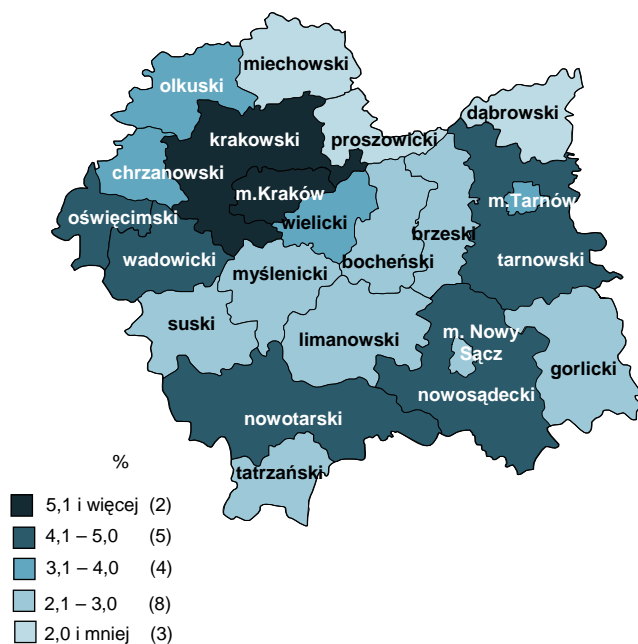 miechowski
olkuski
dąbrowski
krakowski
proszowicki
chrzanowski
m.Kraków
m.Tarnów
oświęcimski
wielicki
brzeski
wadowicki
bocheński
tarnowski
myślenicki
suski
limanowski
m. Nowy
Sącz
gorlicki
nowosądecki
nowotarski
tatrzański
%
5,1 i więcej (2)
4,1 – 5,0 (5)
3,1 – 4,0 (4)
2,1 – 3,0 (8)
2,0 i mniej (3)